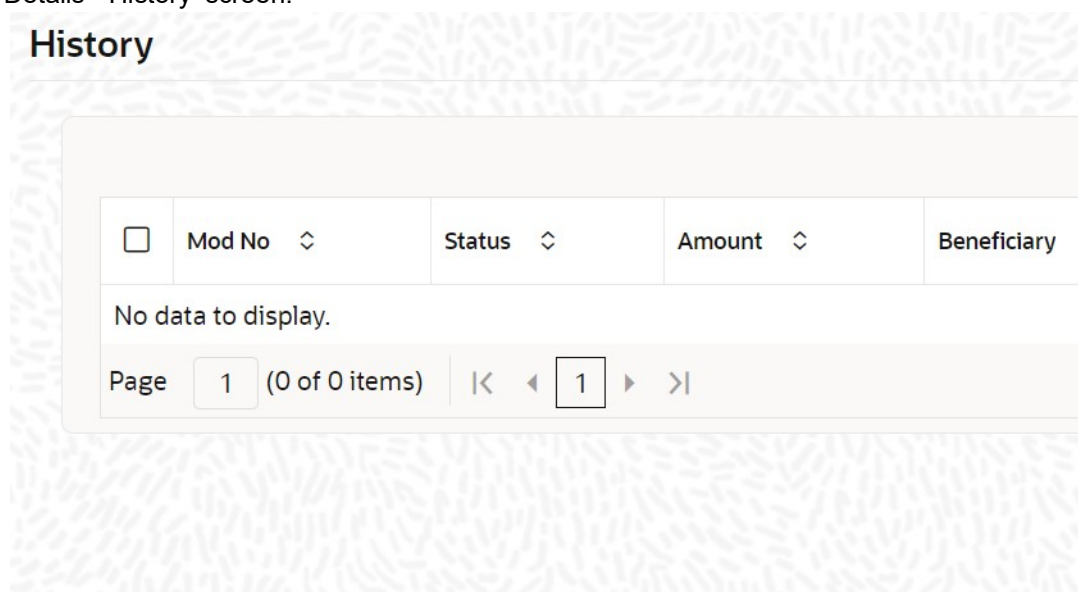 Details - History screen.
History
Mod No Status Amount Beneficiary
No data to display.
Page 1 (0 of 0 items) 1